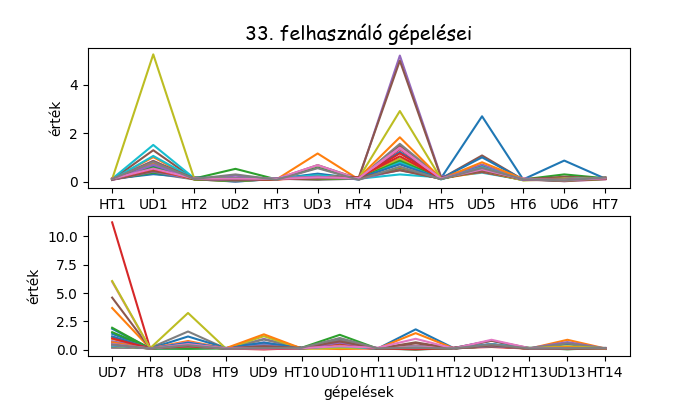 33. felhasználó gépelései
érték
4
2
0
HT1 UD1 HT2 UD2 HT3 UD3 HT4 UD4 HT5 UD5 HT6 UD6 HT7
érték
10.0
7.5
5.0
2.5
0.0
UD7 HT8 UD8 HT9 UD9 HT10 UD10 HT11 UD11 HT12 UD12 HT13 UD13 HT14
gépelések